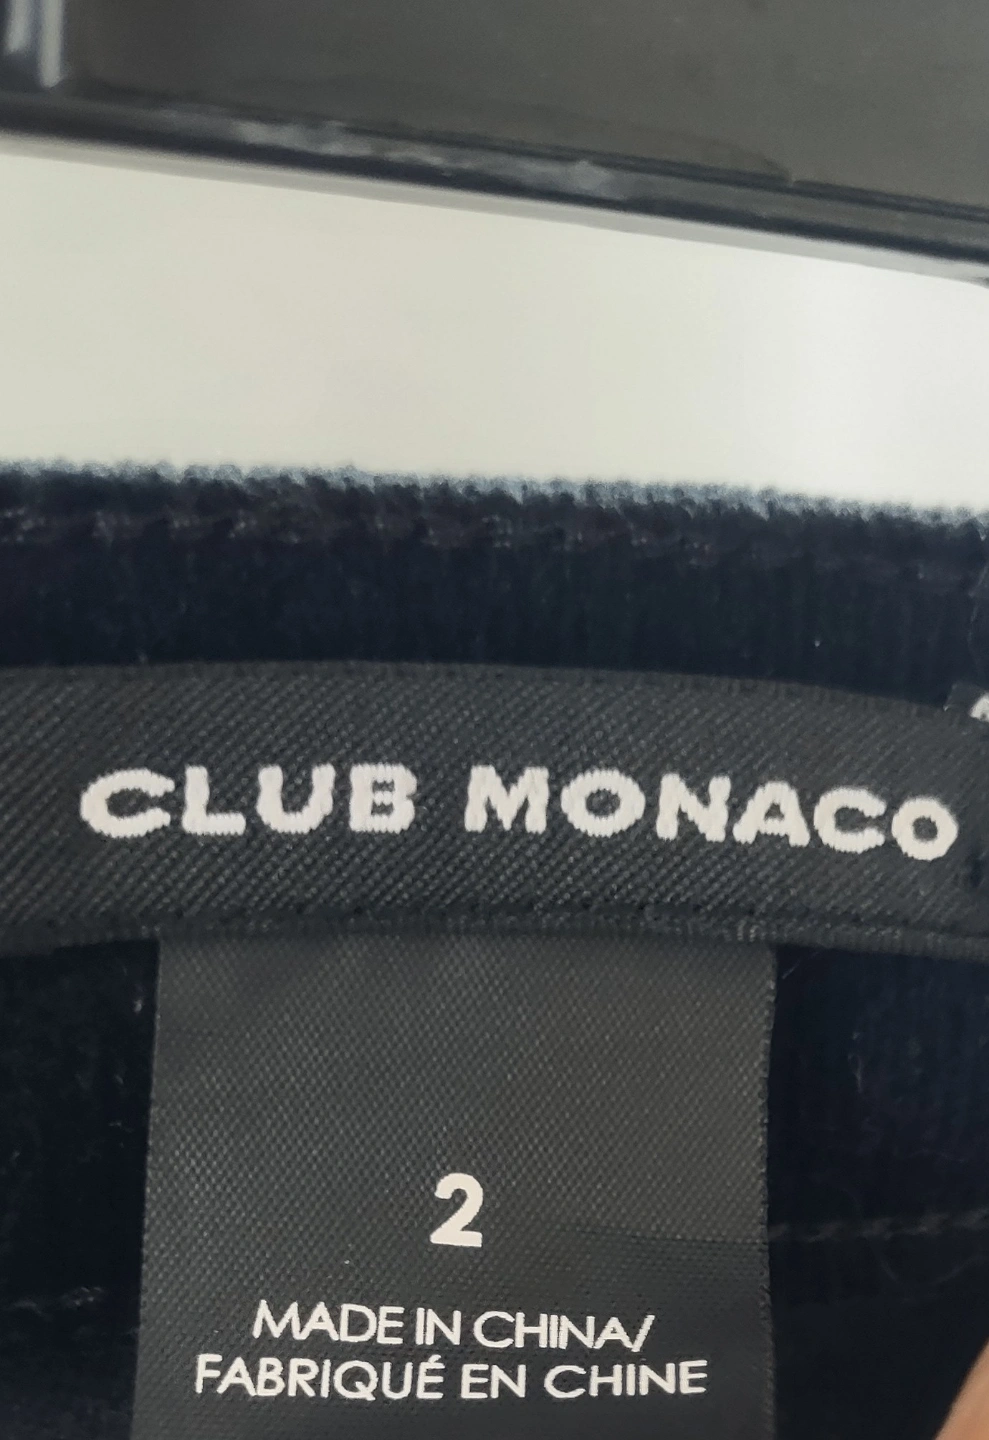 CLUB MONACO
2
MADE IN CHINA/
FABRIQUÉ EN CHINE